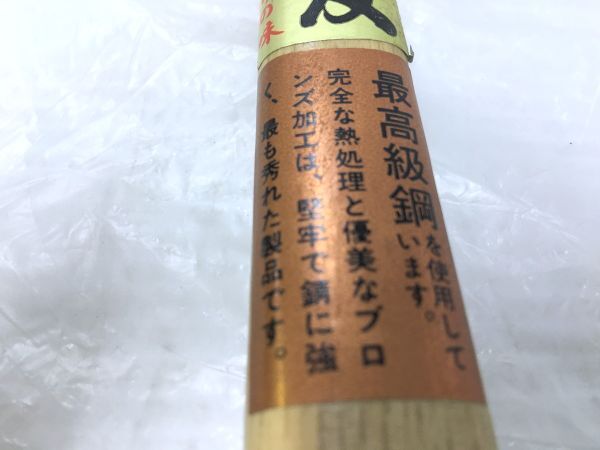 の味
最高級鋼を使用して
います。
完全な熱処理と優美なブロ
ンズ加工は、堅牢で錆に強
く、最も秀れた製品です。